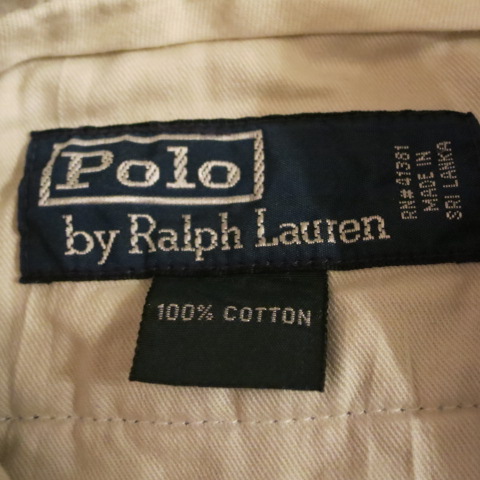 Polo
by Ralph Lauren
RN#41381
MADE IN
SRI LANKA
100% COTTON